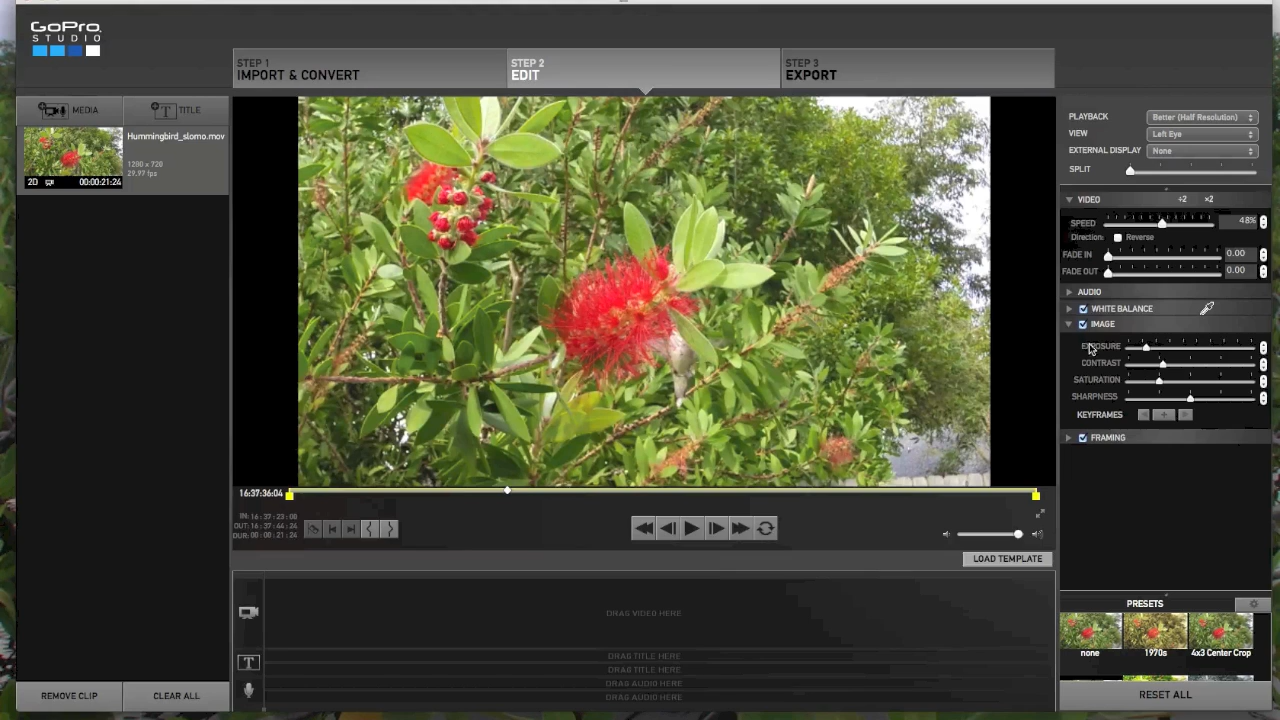 GoPro
STUDIO
STEP 1
IMPORT & CONVERT
STEP 2
EDIT
STEP 3
EXPORT
MEDIA
TITLE
Hummingbird_slomo.mov
1280 x 720
29.97 fps
2D
00:00:21:24
PLAYBACK
Better (Half Resolution)
VIEW
Left Eye
EXTERNAL DISPLAY
None
SPLIT
VIDEO
÷2
×2
SPEED
48%
Direction:
Reverse
FADE IN
0.00
FADE OUT
0.00
AUDIO
WHITE BALANCE
IMAGE
EXPOSURE
CONTRAST
SATURATION
SHARPNESS
KEYFRAMES
FRAMING
16:37:36:04
IN: 16:37:23:00
OUT: 16:37:44:24
DUR: 00:00:21:24
LOAD TEMPLATE
DRAG VIDEO HERE
T
DRAG TITLE HERE
DRAG TITLE HERE
DRAG AUDIO HERE
DRAG AUDIO HERE
PRESETS
none
1970s
4x3 Center Crop
REMOVE CLIP
CLEAR ALL
RESET ALL